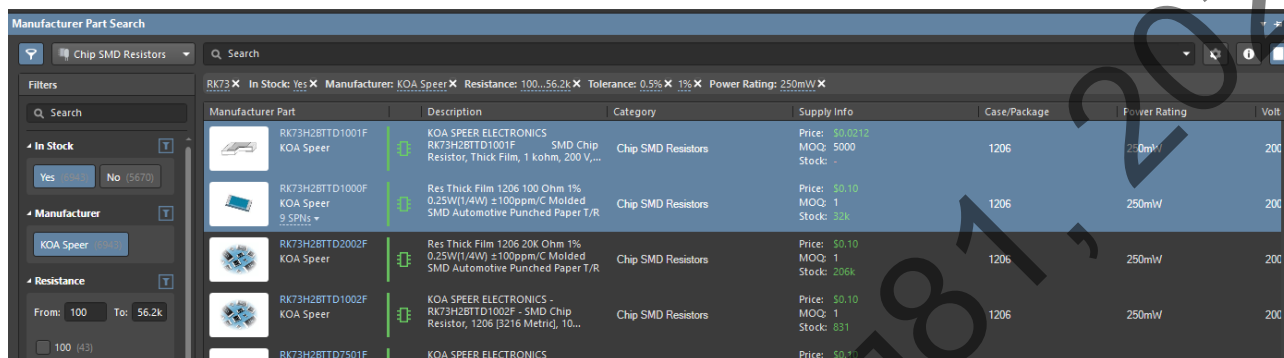 Manufacturer Part Search
Chip SMD Resistors
Search
Filters
RK73 X In Stock: Yes X Manufacturer: KOA Speer X Resistance: 100...56.2k X Tolerance: 0.5% X 1% X Power Rating: 250mW X
Search
Manufacturer Part Description Category Supply Info Case/Package Power Rating Volt
In Stock
Yes (6943) No (5670)
RK73H2BTTD1001F
KOA Speer
KOA SPEER ELECTRONICS
RK73H2BTTD1001F SMD Chip
Resistor, Thick Film, 1 kohm, 200 V,...
Chip SMD Resistors
Price: $0.0212
MOQ: 5000
Stock: -
1206
250mW
200
Manufacturer
KOA Speer (6943)
RK73H2BTTD1000F
KOA Speer
9 SPNs
Res Thick Film 1206 100 Ohm 1%
0.25W(1/4W) ±100ppm/C Molded
SMD Automotive Punched Paper T/R
Chip SMD Resistors
Price: $0.10
MOQ: 1
Stock: 32k
1206
250mW
200
Resistance
From: 100 To: 56.2k
100 (43)
RK73H2BTTD2002F
KOA Speer
Res Thick Film 1206 20K Ohm 1%
0.25W(1/4W) ±100ppm/C Molded
SMD Automotive Punched Paper T/R
Chip SMD Resistors
Price: $0.10
MOQ: 1
Stock: 206k
1206
250mW
200
RK73H2BTTD1002F
KOA Speer
KOA SPEER ELECTRONICS -
RK73H2BTTD1002F - SMD Chip
Resistor, 1206 [3216 Metric], 10...
Chip SMD Resistors
Price: $0.10
MOQ: 1
Stock: 831
1206
250mW
200
RK73H2BTTD7501F
KOA SPEER ELECTRONICS
Price: $0.10